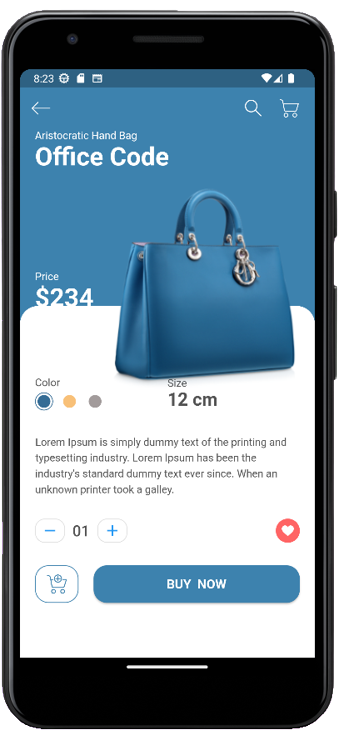 8:23
Aristocratic Hand Bag
Office Code
Price
$234
Color
Size
12 cm
Lorem Ipsum is simply dummy text of the printing and
typesetting industry. Lorem Ipsum has been the
industry's standard dummy text ever since. When an
unknown printer took a galley.
01
BUY NOW